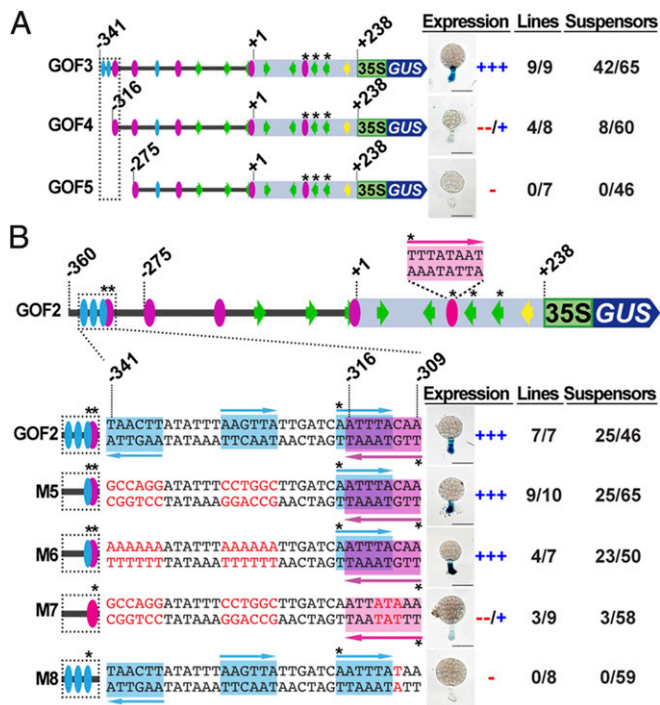 A
Expression Lines Suspensors
-341 +1 *** +238
GOF3 35S GUS +++ 9/9 42/65
-316 +1 *** +238
GOF4 35S GUS --/+ 4/8 8/60
-275 +1 *** +238
GOF5 35S GUS - 0/7 0/46
B
*
TTTATAAT
AAATATTA
-360 ** -275 +1 * * * +238
GOF2 35S GUS
-341 -316 -309
Expression Lines Suspensors
** * 
GOF2 TAACTTATATTTAAGTTATTGATCAATTTACAA +++ 7/7 25/46
ATTGAATATAAATTCAATAACTAGTTAAATGTT
*
** *
M5 GCCAGGATATTTCCTGGCTTGATCAATTTACAA +++ 9/10 25/65
CGGTCCTATAAAGGACCGAACTAGTTAAATGTT
*
** *
M6 AAAAAAATATTTAAAAAATTGATCAATTTACAA +++ 4/7 23/50
TTTTTTTATAAATTTTTTAACTAGTTAAATGTT
*
*
M7 GCCAGGATATTTCCTGGCTTGATCAATTATAAA --/+ 3/9 3/58
CGGTCCTATAAAGGACCGAACTAGTTAATATTT
*
* *
M8 TAACTTATATTTAAGTTATTGATCAATTTATAA - 0/8 0/59
ATTGAATATAAATTCAATAACTAGTTAAATATT